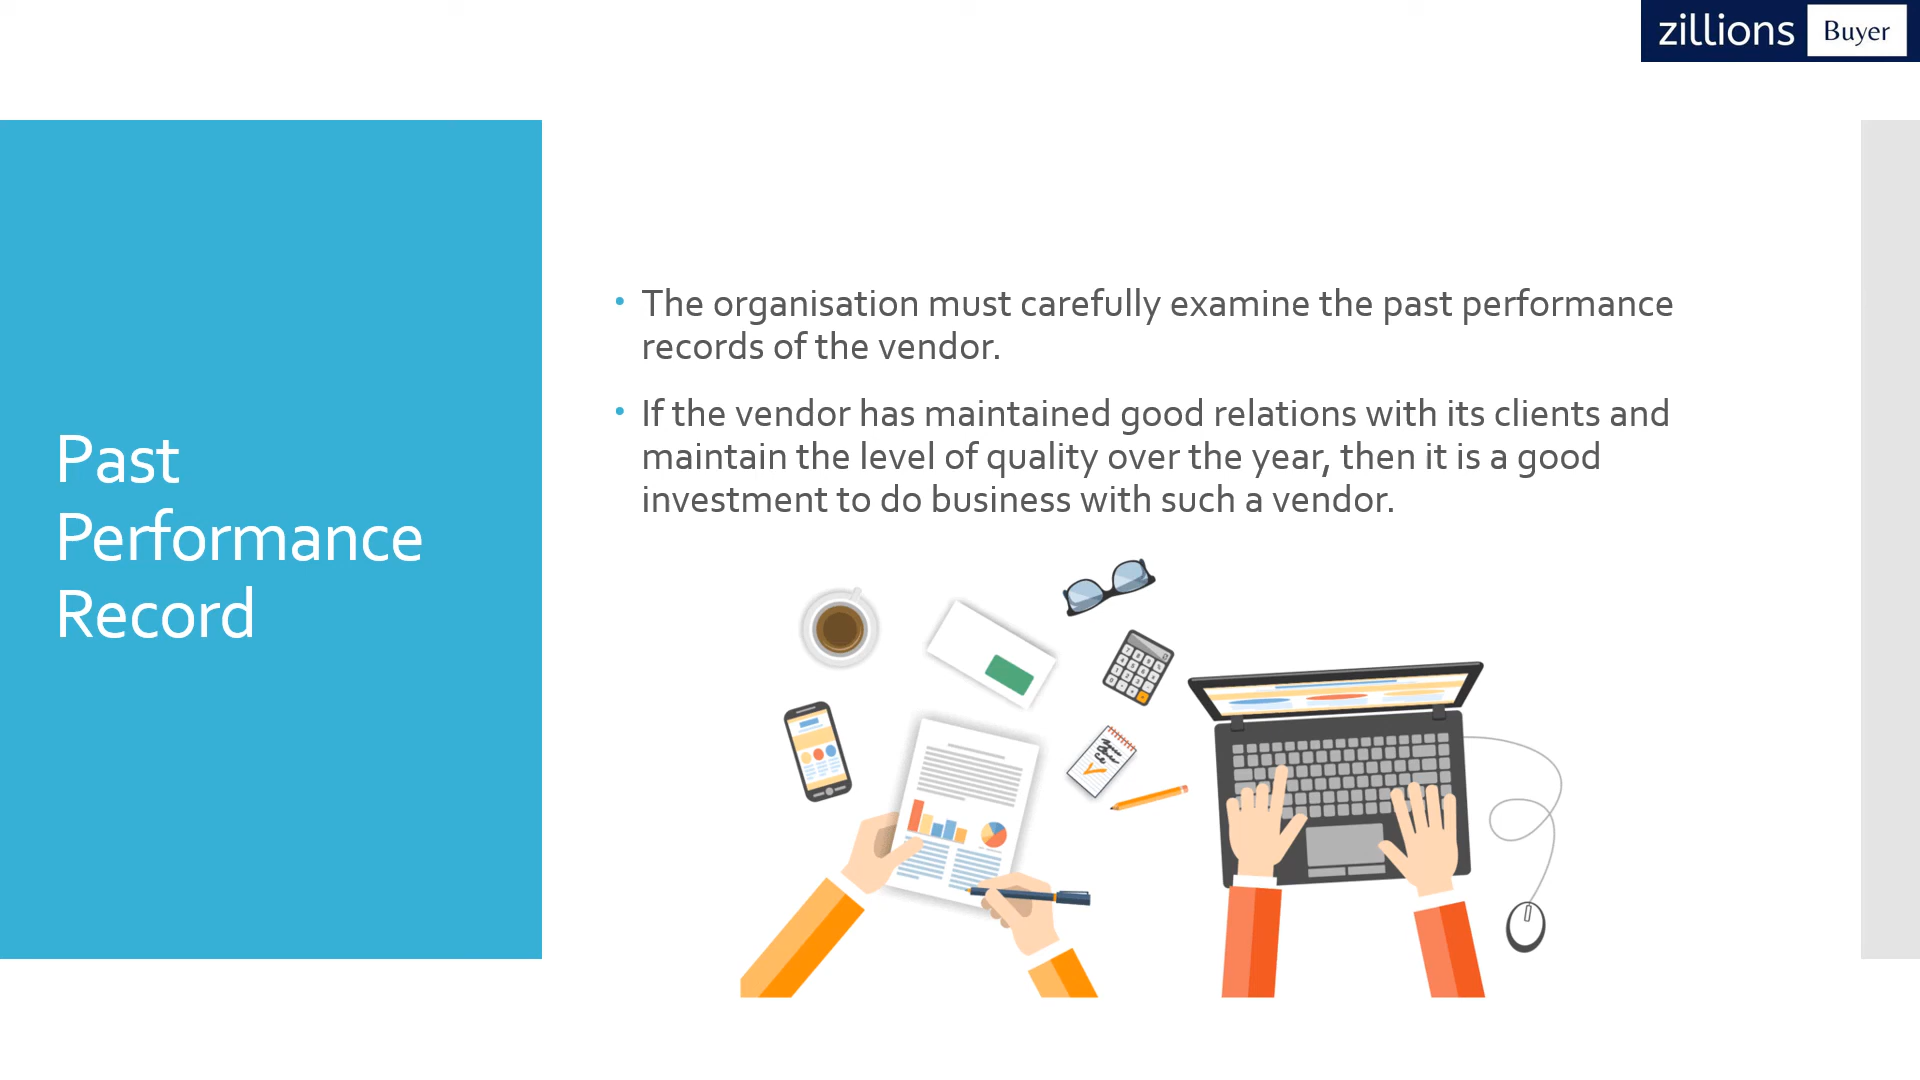 zillions Buyer
Past
Performance
Record
• The organisation must carefully examine the past performance
records of the vendor.
• If the vendor has maintained good relations with its clients and
maintain the level of quality over the year, then it is a good
investment to do business with such a vendor.